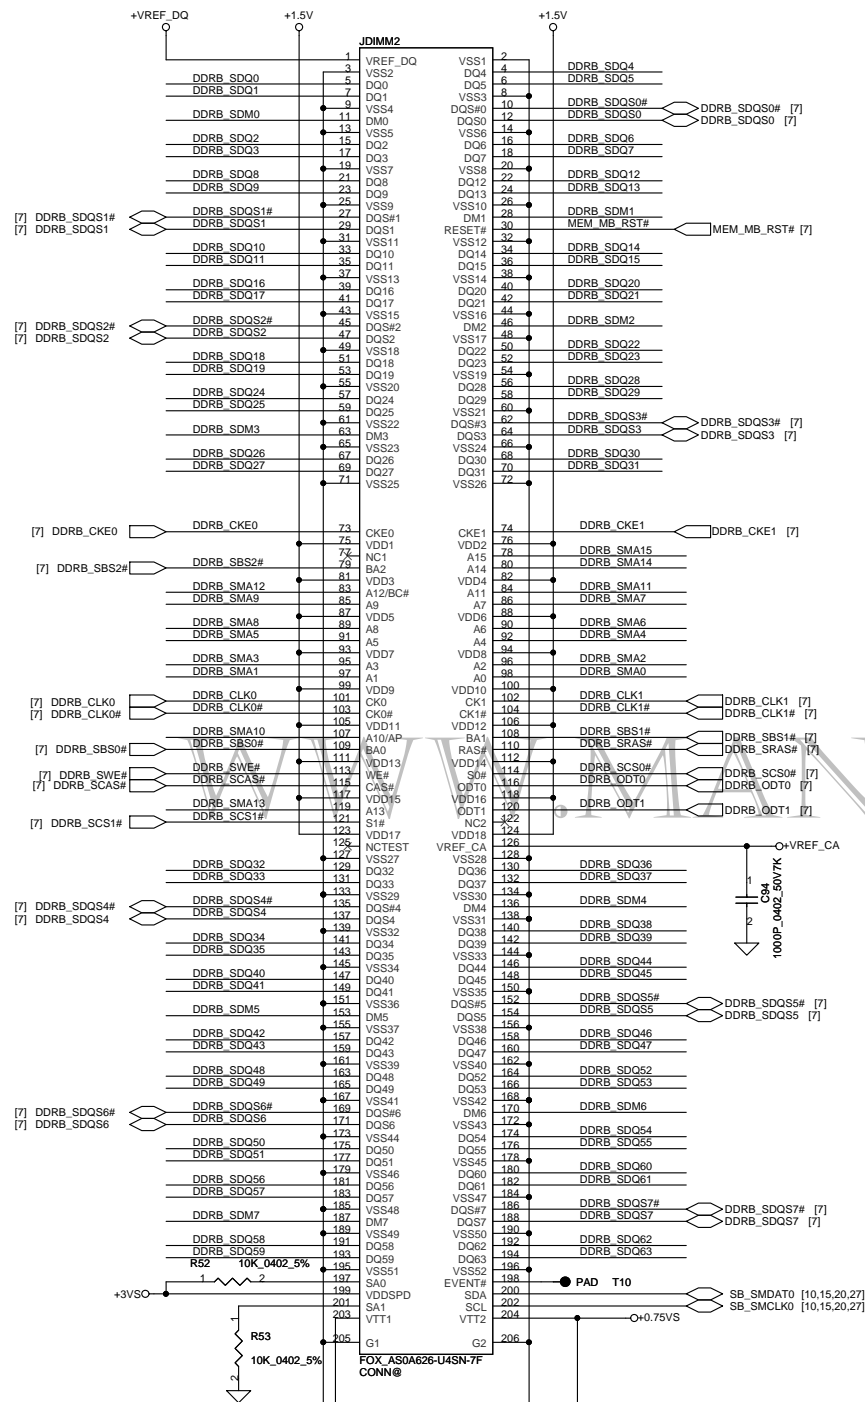 +VREF_DQ +1.5V +1.5V
JDIMM2
1 VREF_DQ VSS1 2
3 VSS2 DQ4 4 DDRB_SDQ4
DDRB_SDQ0 5 DQ0 DQ5 6 DDRB_SDQ5
DDRB_SDQ1 7 DQ1 VSS3 8
9 VSS4 DQS#0 10 DDRB_SDQS0# DDRB_SDQS0# [7]
DDRB_SDM0 11 DM0 DQS0 12 DDRB_SDQS0 DDRB_SDQS0 [7]
13 VSS5 VSS6 14
DDRB_SDQ2 15 DQ2 DQ6 16 DDRB_SDQ6
DDRB_SDQ3 17 DQ3 DQ7 18 DDRB_SDQ7
19 VSS7 VSS8 20
DDRB_SDQ8 21 DQ8 DQ12 22 DDRB_SDQ12
DDRB_SDQ9 23 DQ9 DQ13 24 DDRB_SDQ13
25 VSS9 VSS10 26
[7] DDRB_SDQS1# DDRB_SDQS1# 27 DQS#1 DM1 28 DDRB_SDM1
[7] DDRB_SDQS1 DDRB_SDQS1 29 DQS1 RESET# 30 MEM_MB_RST# MEM_MB_RST# [7]
31 VSS11 VSS12 32
DDRB_SDQ10 33 DQ10 DQ14 34 DDRB_SDQ14
DDRB_SDQ11 35 DQ11 DQ15 36 DDRB_SDQ15
37 VSS13 VSS14 38
DDRB_SDQ16 39 DQ16 DQ20 40 DDRB_SDQ20
DDRB_SDQ17 41 DQ17 DQ21 42 DDRB_SDQ21
43 VSS15 VSS16 44
[7] DDRB_SDQS2# DDRB_SDQS2# 45 DQS#2 DM2 46 DDRB_SDM2
[7] DDRB_SDQS2 DDRB_SDQS2 47 DQS2 VSS17 48
49 VSS18 DQ22 50 DDRB_SDQ22
DDRB_SDQ18 51 DQ18 DQ23 52 DDRB_SDQ23
DDRB_SDQ19 53 DQ19 VSS19 54
55 VSS20 DQ28 56 DDRB_SDQ28
DDRB_SDQ24 57 DQ24 DQ29 58 DDRB_SDQ29
DDRB_SDQ25 59 DQ25 VSS21 60
61 VSS22 DQS#3 62 DDRB_SDQS3# DDRB_SDQS3# [7]
DDRB_SDM3 63 DM3 DQS3 64 DDRB_SDQS3 DDRB_SDQS3 [7]
65 VSS23 VSS24 66
DDRB_SDQ26 67 DQ26 DQ30 68 DDRB_SDQ30
DDRB_SDQ27 69 DQ27 DQ31 70 DDRB_SDQ31
71 VSS25 VSS26 72
[7] DDRB_CKE0 DDRB_CKE0 73 CKE0 CKE1 74 DDRB_CKE1 DDRB_CKE1 [7]
75 VDD1 VDD2 76
77 NC1 A15 78 DDRB_SMA15
[7] DDRB_SBS2# DDRB_SBS2# 79 BA2 A14 80 DDRB_SMA14
81 VDD3 VDD4 82
DDRB_SMA12 83 A12/BC# A11 84 DDRB_SMA11
DDRB_SMA9 85 A9 A7 86 DDRB_SMA7
87 VDD5 VDD6 88
DDRB_SMA8 89 A8 A6 90 DDRB_SMA6
DDRB_SMA5 91 A5 A4 92 DDRB_SMA4
93 VDD7 VDD8 94
DDRB_SMA3 95 A3 A2 96 DDRB_SMA2
DDRB_SMA1 97 A1 A0 98 DDRB_SMA0
99 VDD9 VDD10 100
[7] DDRB_CLK0 DDRB_CLK0 101 CK0 CK1 102 DDRB_CLK1 DDRB_CLK1 [7]
[7] DDRB_CLK0# DDRB_CLK0# 103 CK0# CK1# 104 DDRB_CLK1# DDRB_CLK1# [7]
105 VDD11 VDD12 106
DDRB_SMA10 107 A10/AP BA1 108 DDRB_SBS1# DDRB_SBS1# [7]
[7] DDRB_SBS0# DDRB_SBS0# 109 BA0 RAS# 110 DDRB_SRAS# DDRB_SRAS# [7]
111 VDD13 VDD14 112
[7] DDRB_SWE# DDRB_SWE# 113 WE# S0# 114 DDRB_SCS0# DDRB_SCS0# [7]
[7] DDRB_SCAS# DDRB_SCAS# 115 CAS# ODT0 116 DDRB_ODT0 DDRB_ODT0 [7]
117 VDD15 VDD16 118
DDRB_SMA13 119 A13 ODT1 120 DDRB_ODT1 DDRB_ODT1 [7]
[7] DDRB_SCS1# DDRB_SCS1# 121 S1# NC2 122
WWW.MAN
123 VDD17 VDD18 124
125 NCTEST VREF_CA 126 +VREF_CA
127 VSS27 VSS28 128
DDRB_SDQ32 129 DQ32 DQ36 130 DDRB_SDQ36
DDRB_SDQ33 131 DQ33 DQ37 132 DDRB_SDQ37
133 VSS29 VSS30 134
[7] DDRB_SDQS4# DDRB_SDQS4# 135 DQS#4 DM4 136 DDRB_SDM4
[7] DDRB_SDQS4 DDRB_SDQS4 137 DQS4 VSS31 138
1 2 C94 1000P_0402_50V7K
139 VSS32 DQ38 140 DDRB_SDQ38
DDRB_SDQ34 141 DQ34 DQ39 142 DDRB_SDQ39
DDRB_SDQ35 143 DQ35 VSS33 144
145 VSS34 DQ44 146 DDRB_SDQ44
DDRB_SDQ40 147 DQ40 DQ45 148 DDRB_SDQ45
DDRB_SDQ41 149 DQ41 VSS35 150
151 VSS36 DQS#5 152 DDRB_SDQS5# DDRB_SDQS5# [7]
DDRB_SDM5 153 DM5 DQS5 154 DDRB_SDQS5 DDRB_SDQS5 [7]
155 VSS37 VSS38 156
DDRB_SDQ42 157 DQ42 DQ46 158 DDRB_SDQ46
DDRB_SDQ43 159 DQ43 DQ47 160 DDRB_SDQ47
161 VSS39 VSS40 162
DDRB_SDQ48 163 DQ48 DQ52 164 DDRB_SDQ52
DDRB_SDQ49 165 DQ49 DQ53 166 DDRB_SDQ53
167 VSS41 VSS42 168
[7] DDRB_SDQS6# DDRB_SDQS6# 169 DQS#6 DM6 170 DDRB_SDM6
[7] DDRB_SDQS6 DDRB_SDQS6 171 DQS6 VSS43 172
173 VSS44 DQ54 174 DDRB_SDQ54
DDRB_SDQ50 175 DQ50 DQ55 176 DDRB_SDQ55
DDRB_SDQ51 177 DQ51 VSS45 178
179 VSS46 DQ60 180 DDRB_SDQ60
DDRB_SDQ56 181 DQ56 DQ61 182 DDRB_SDQ61
DDRB_SDQ57 183 DQ57 VSS47 184
185 VSS48 DQS#7 186 DDRB_SDQS7# DDRB_SDQS7# [7]
DDRB_SDM7 187 DM7 DQS7 188 DDRB_SDQS7 DDRB_SDQS7 [7]
189 VSS49 VSS50 190
DDRB_SDQ58 191 DQ58 DQ62 192 DDRB_SDQ62
DDRB_SDQ59 193 DQ59 DQ63 194 DDRB_SDQ63
R52 10K_0402_5% 195 VSS51 VSS52 196
1 2 197 SA0 EVENT# 198 PAD T10
+3VS 199 VDDSPD SDA 200 SB_SMDAT0 [10,15,20,27]
201 SA1 SCL 202 SB_SMCLK0 [10,15,20,27]
203 VTT1 VTT2 204 +0.75VS
1 R53 205 G1 G2 206
2 10K_0402_5% FOX_AS0A626-U4SN-7F
CONN@